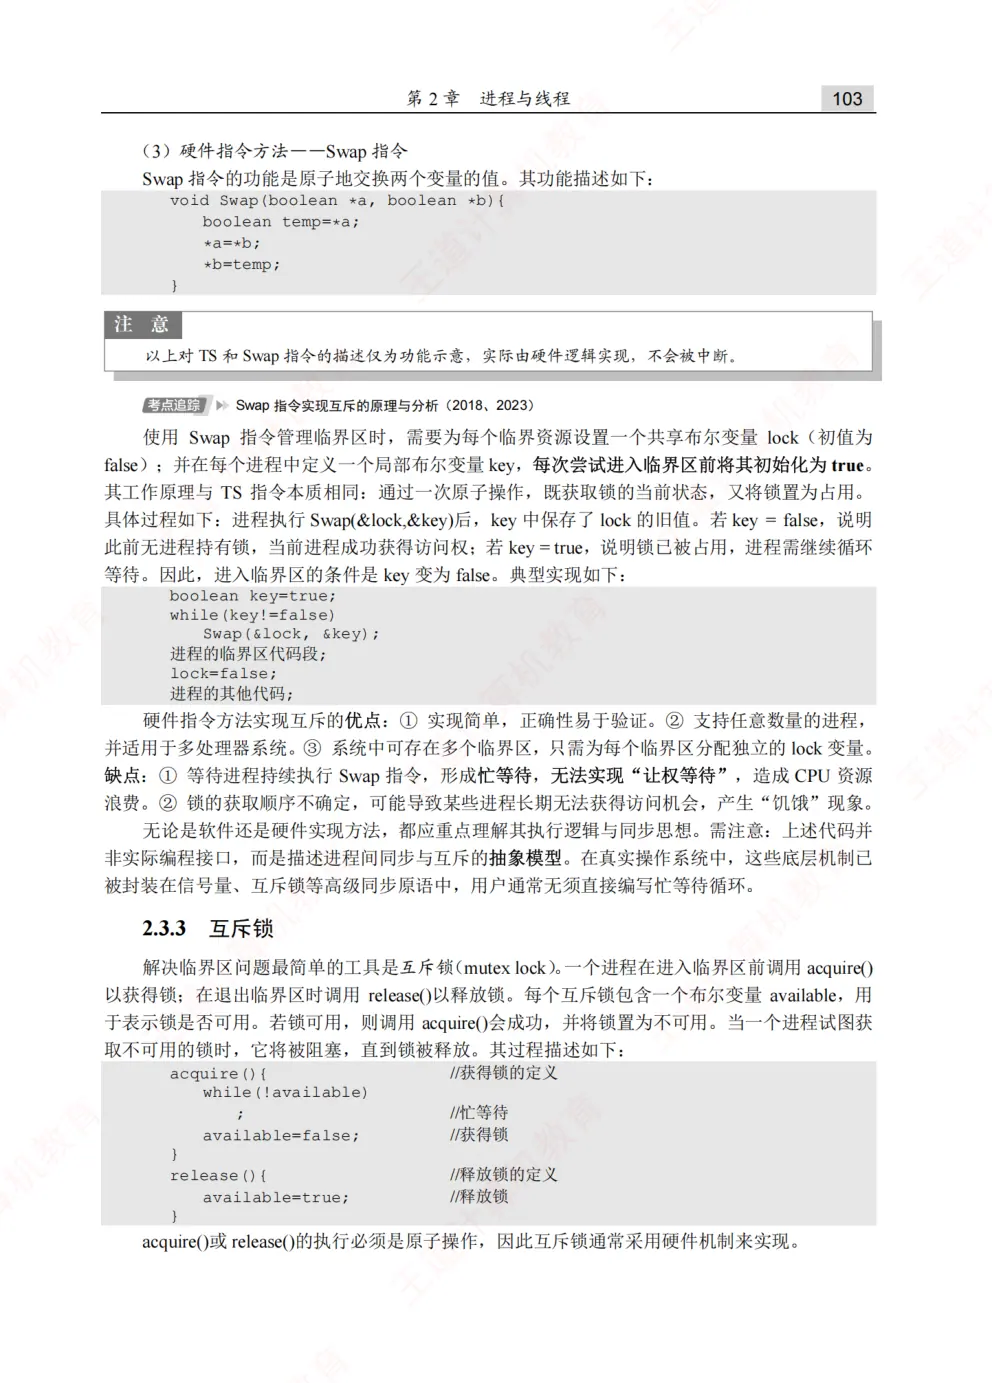 第 2 章　进程与线程
103
（3）硬件指令方法——Swap 指令
Swap 指令的功能是原子地交换两个变量的值。其功能描述如下：
void Swap(boolean *a, boolean *b){
boolean temp=*a;
*a=*b;
*b=temp;
}
注　意
以上对 TS 和 Swap 指令的描述仅为功能示意，实际由硬件逻辑实现，不会被中断。
考点追踪 Swap 指令实现互斥的原理与分析（2018、2023）
使用 Swap 指令管理临界区时，需要为每个临界资源设置一个共享布尔变量 lock（初值为
false）；并在每个进程中定义一个局部布尔变量 key，每次尝试进入临界区前将其初始化为 true。
其工作原理与 TS 指令本质相同：通过一次原子操作，既获取锁的当前状态，又将锁置为占用。
具体过程如下：进程执行 Swap(&lock,&key)后，key 中保存了 lock 的旧值。若 key = false，说明
此前无进程持有锁，当前进程成功获得访问权；若 key = true，说明锁已被占用，进程需继续循环
等待。因此，进入临界区的条件是 key 变为 false。典型实现如下：
boolean key=true;
while(key!=false)
Swap(&lock, &key);
进程的临界区代码段;
lock=false;
进程的其他代码;
硬件指令方法实现互斥的优点：① 实现简单，正确性易于验证。② 支持任意数量的进程，
并适用于多处理器系统。③ 系统中可存在多个临界区，只需为每个临界区分配独立的 lock 变量。
缺点：① 等待进程持续执行 Swap 指令，形成忙等待，无法实现“让权等待”，造成 CPU 资源
浪费。② 锁的获取顺序不确定，可能导致某些进程长期无法获得访问机会，产生“饥饿”现象。
无论是软件还是硬件实现方法，都应重点理解其执行逻辑与同步思想。需注意：上述代码并
非实际编程接口，而是描述进程间同步与互斥的抽象模型。在真实操作系统中，这些底层机制已
被封装在信号量、互斥锁等高级同步原语中，用户通常无须直接编写忙等待循环。
2.3.3　互斥锁
解决临界区问题最简单的工具是互斥锁（mutex lock）。一个进程在进入临界区前调用 acquire()
以获得锁；在退出临界区时调用 release()以释放锁。每个互斥锁包含一个布尔变量 available，用
于表示锁是否可用。若锁可用，则调用 acquire()会成功，并将锁置为不可用。当一个进程试图获
取不可用的锁时，它将被阻塞，直到锁被释放。其过程描述如下：
acquire(){ //获得锁的定义
while(!available)
; //忙等待
available=false; //获得锁
}
release(){ //释放锁的定义
available=true; //释放锁
}
acquire()或 release()的执行必须是原子操作，因此互斥锁通常采用硬件机制来实现。